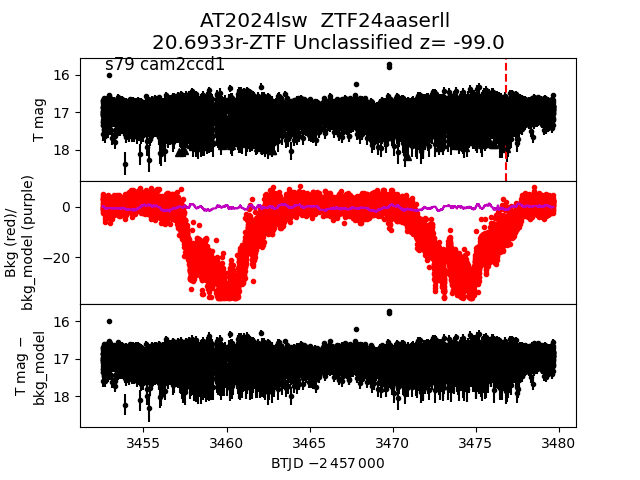 AT2024lsw  ZTF24aaserll
20.6933r-ZTF Unclassified z= -99.0
s79 cam2ccd1
T mag
16
17
18
Bkg (red)/
bkg_model (purple)
0
−20
T mag −
bkg_model
16
17
18
3455
3460
3465
3470
3475
3480
BTJD −2 457 000